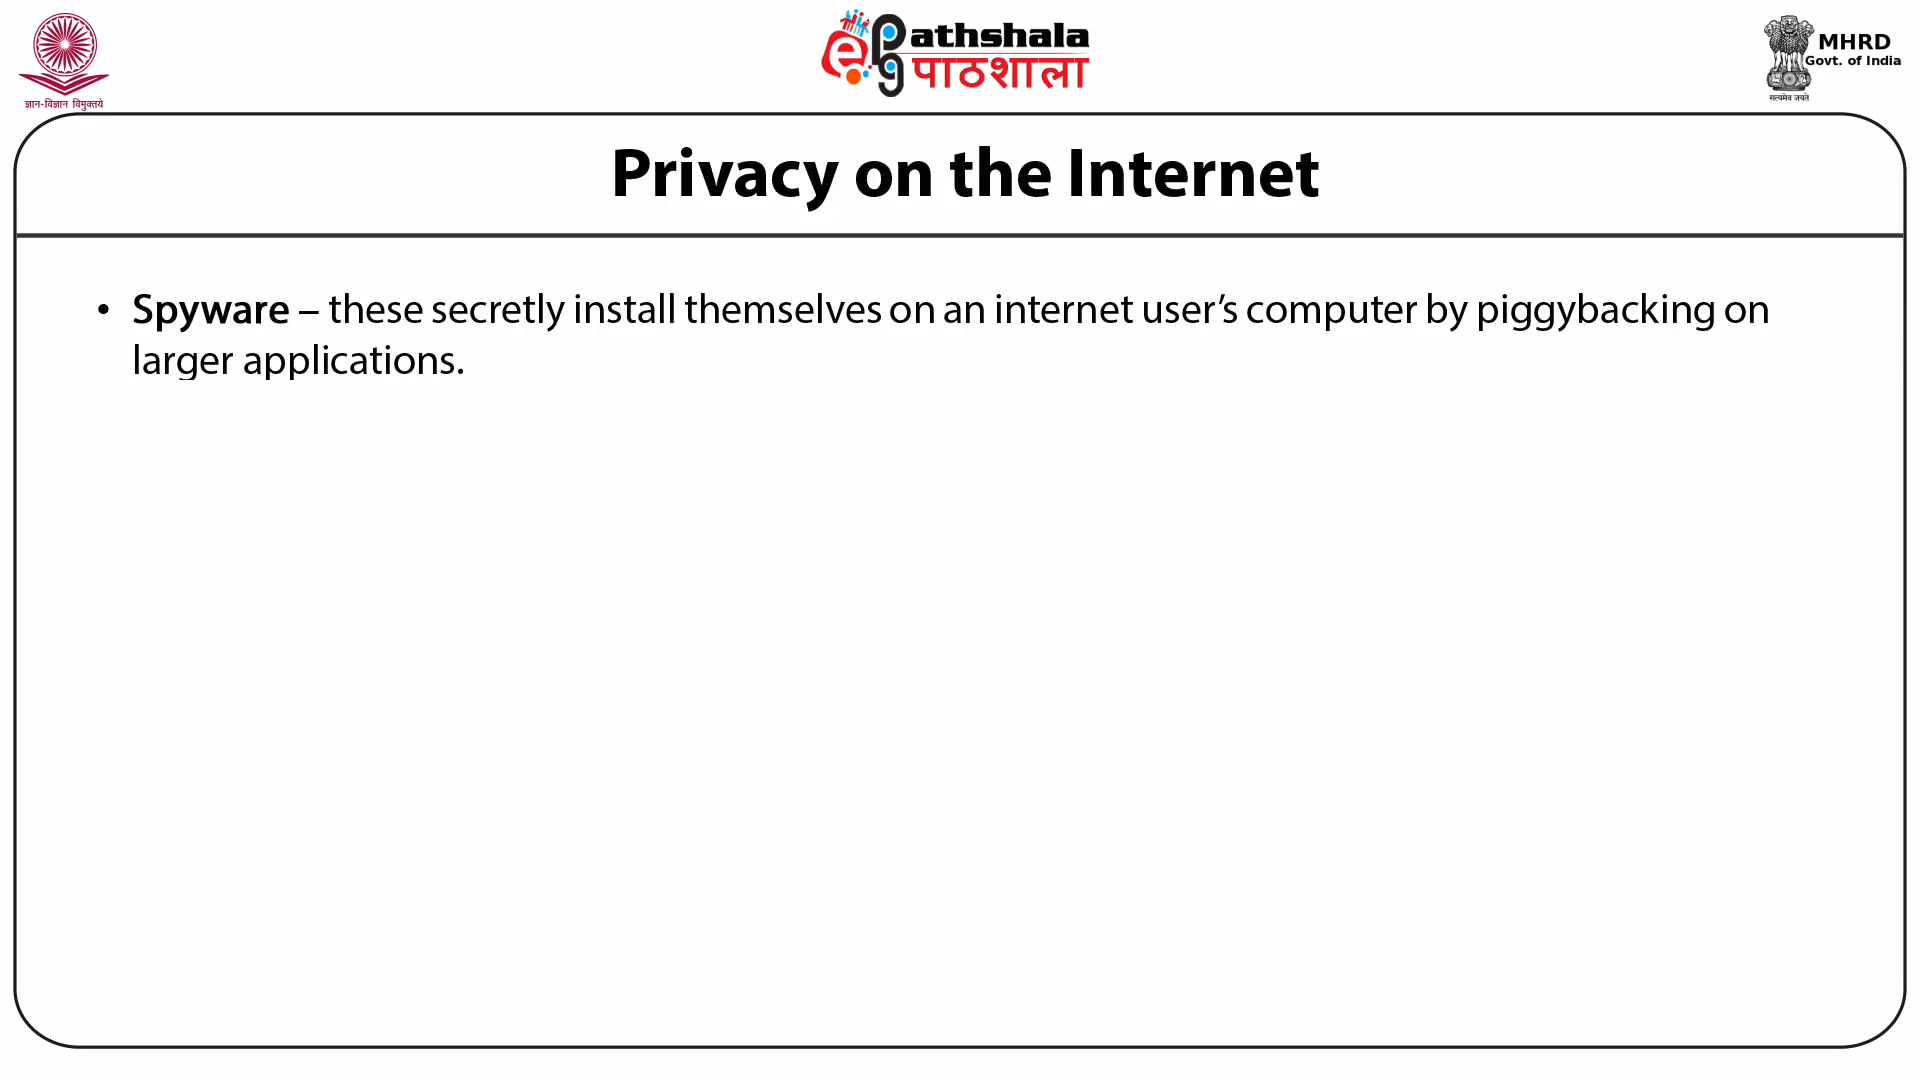 ज्ञान-विज्ञान विमुक्तये
ePG
athshala
पाठशाला
MHRD
Govt. of India
सत्यमेव जयते
Privacy on the Internet
• Spyware – these secretly install themselves on an internet user’s computer by piggybacking on
larger applications.